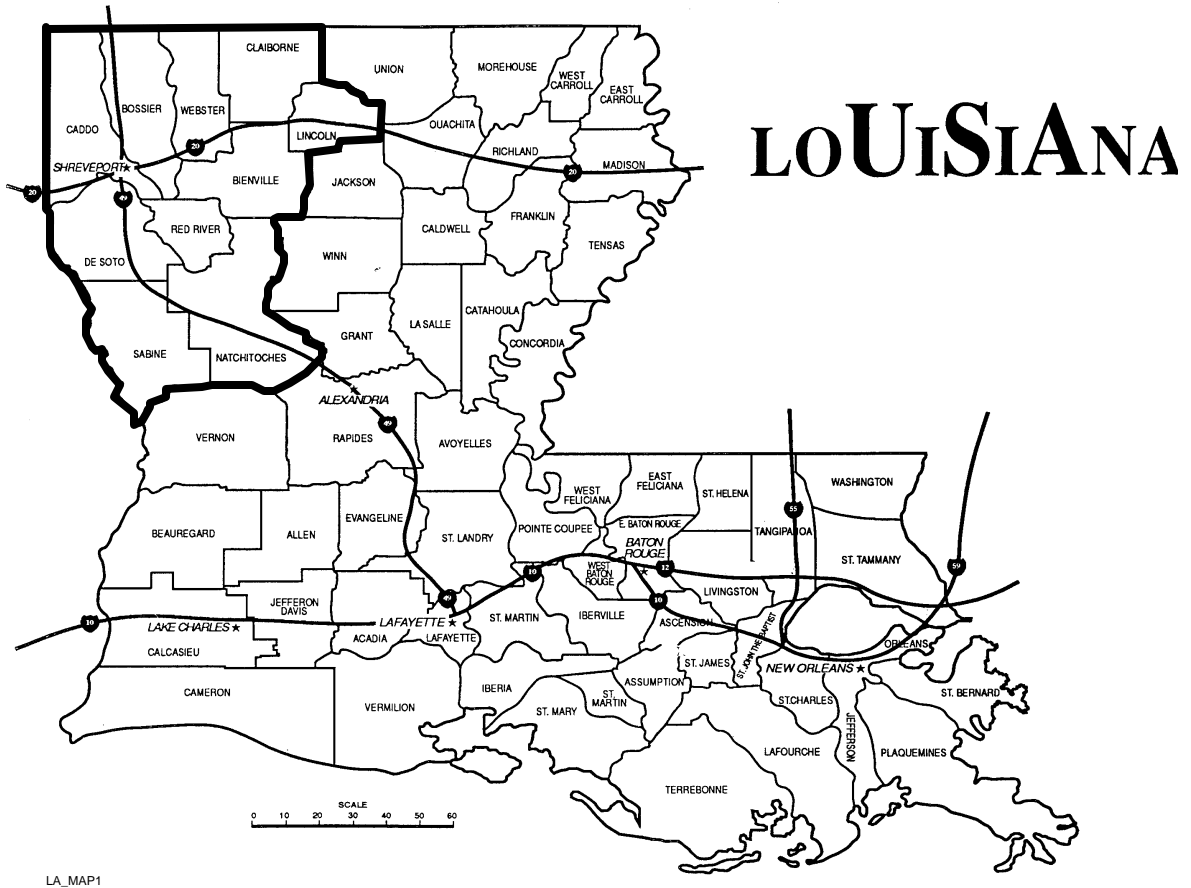 LOUISIANA
CLAIBORNE
UNION
MOREHOUSE
WEST
CARROLL
EAST
CARROLL
CADDO
BOSSIER
WEBSTER
LINCOLN
OUACHITA
RICHLAND
MADISON
SHREVEPORT
20
20
20
49
BIENVILLE
JACKSON
FRANKLIN
TENSAS
CALDWELL
RED RIVER
DE SOTO
WINN
SABINE
NATCHITOCHES
GRANT
LA SALLE
CATAHOULA
CONCORDIA
ALEXANDRIA
49
VERNON
RAPIDES
AVOYELLES
WEST
FELICIANA
EAST
FELICIANA
ST. HELENA
WASHINGTON
BEAUREGARD
ALLEN
EVANGELINE
ST. LANDRY
POINTE COUPEE
E. BATON ROUGE
BATON
ROUGE
TANGIPAHOA
55
ST. TAMMANY
59
10
WEST
BATON
ROUGE
12
10
LIVINGSTON
JEFFERON
DAVIS
49
10
LAKE CHARLES
CALCASIEU
ACADIA
LAFAYETTE
LAFAYETTE
ST. MARTIN
IBERVILLE
ASCENSION
ST. JOHN THE BAPTIST
ORLEANS
ST. JAMES
NEW ORLEANS
CAMERON
VERMILION
IBERIA
ST. MARY
ST.
MARTIN
ASSUMPTION
ST.CHARLES
JEFFERSON
ST. BERNARD
PLAQUEMINES
LAFOURCHE
TERREBONNE
SCALE
0 10 20 30 40 50 60
LA_MAP1